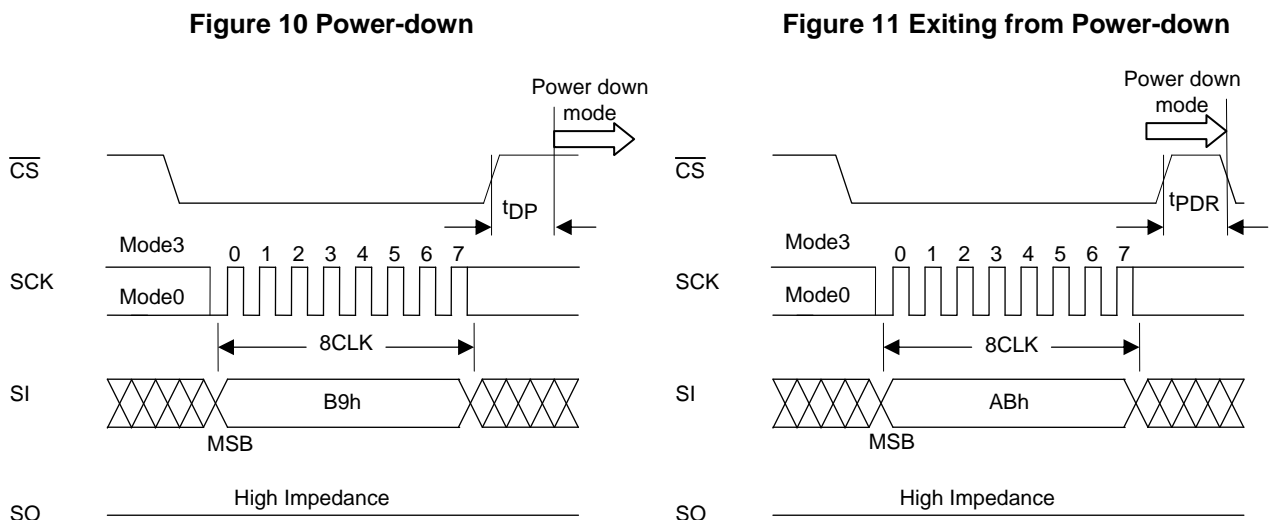 Figure 10 Power-down
Power down
mode
CS
tDP
Mode3
0 1 2 3 4 5 6 7
SCK
Mode0
8CLK
SI
B9h
MSB
High Impedance
SO
Figure 11 Exiting from Power-down
Power down
mode
CS
tPDR
Mode3
0 1 2 3 4 5 6 7
SCK
Mode0
8CLK
SI
ABh
MSB
High Impedance
SO